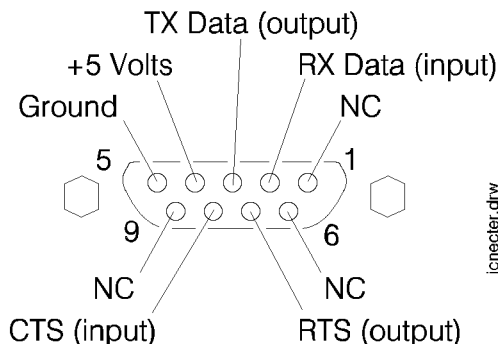 TX Data (output)
+5 Volts
RX Data (input)
Ground
NC
5
1
9
6
NC
NC
CTS (input)
RTS (output)
icnecter.drw